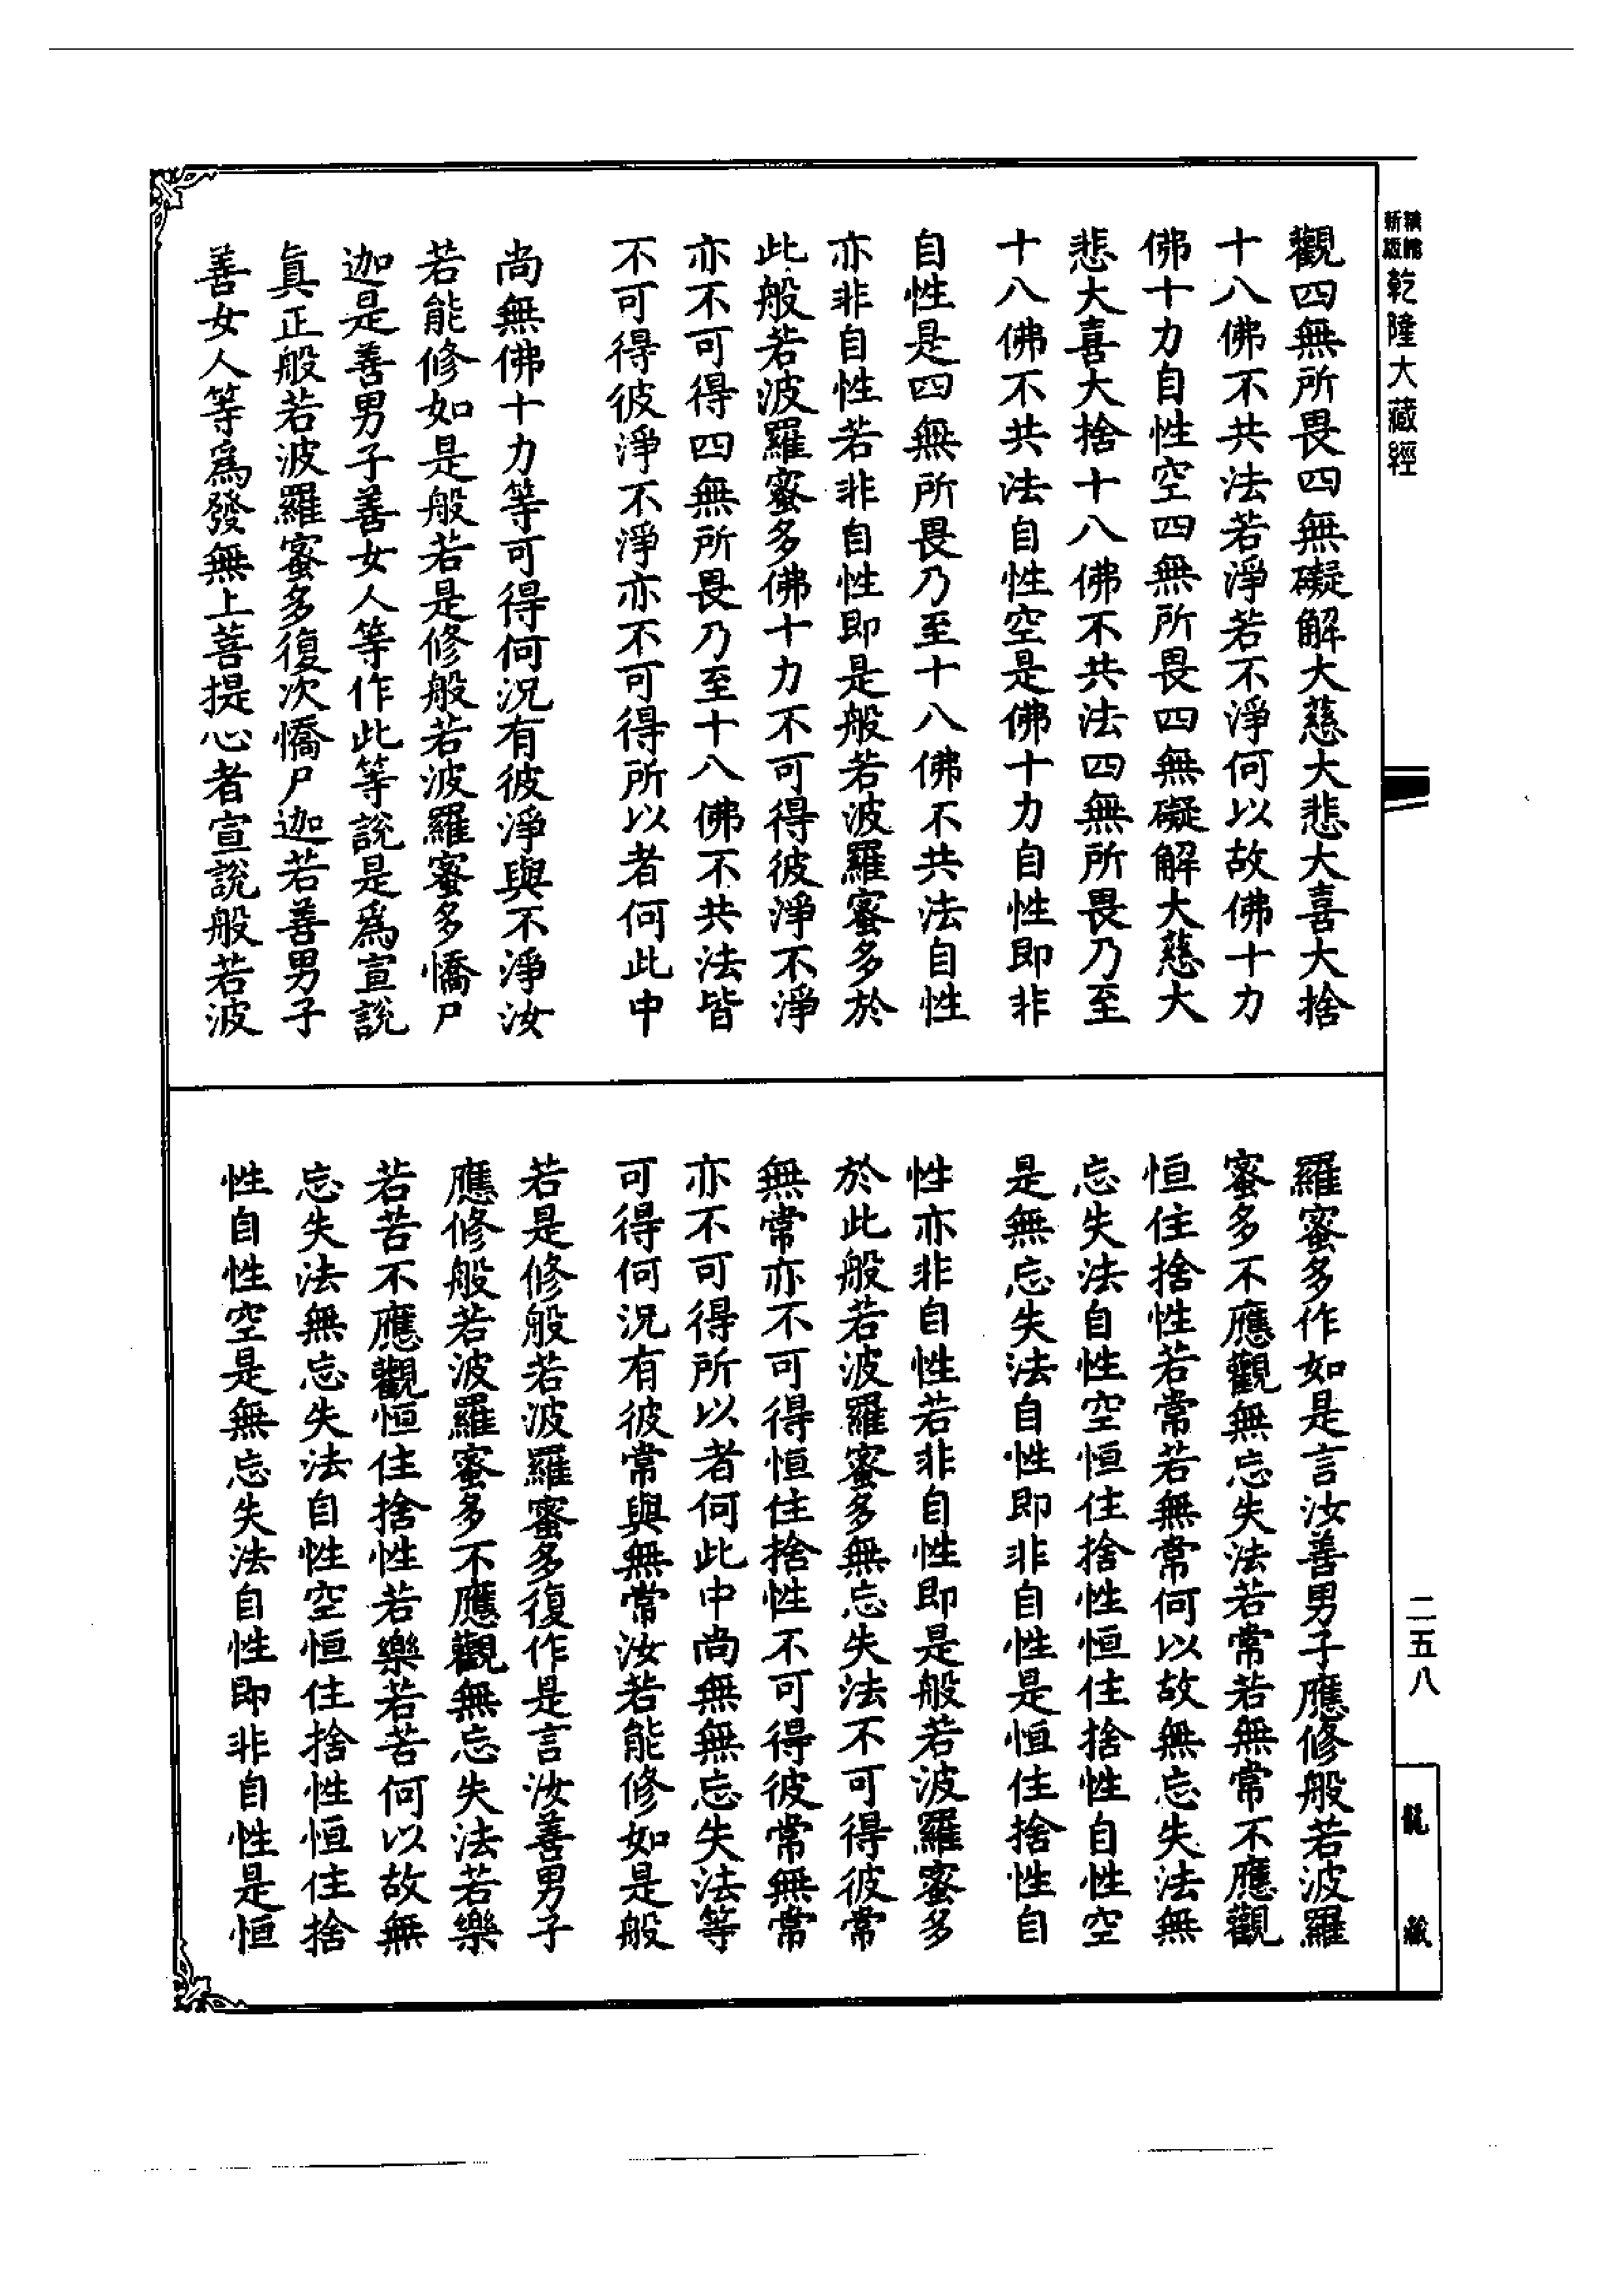 新編縮版
乾隆大藏經
觀四無所畏四無礙解大慈大悲大喜大捨
十八佛不共法若淨若不淨何以故佛十力
佛十力自性空四無所畏四無礙解大慈大
悲大喜大捨十八佛不共法四無所畏乃至
十八佛不共法自性空是佛十力自性即非
自性是四無所畏乃至十八佛不共法自性
亦非自性若非自性即是般若波羅蜜多於
此般若波羅蜜多佛十力不可得彼淨不淨
亦不可得四無所畏乃至十八佛不共法皆
不可得彼淨不淨亦不可得所以者何此中
尚無佛十力等可得何況有彼淨與不淨汝
若能修如是般若是修般若波羅蜜多憍尸
迦是善男子善女人等作此等說是為宣說
真正般若波羅蜜多復次憍尸迦若善男子
善女人等為發無上菩提心者宣說般若波
羅蜜多作如是言汝善男子應修般若波羅
蜜多不應觀無忘失法若常若無常不應觀
恒住捨性若常若無常何以故無忘失法無
忘失法自性空恒住捨性恒住捨性自性空
是無忘失法自性即非自性是恒住捨性自
性亦非自性若非自性即是般若波羅蜜多
於此般若波羅蜜多無忘失法不可得彼常
無常亦不可得恒住捨性不可得彼常無常
亦不可得所以者何此中尚無無忘失法等
可得何況有彼常與無常汝若能修如是般
若是修般若波羅蜜多復作是言汝善男子
應修般若波羅蜜多不應觀無忘失法若樂
若苦不應觀恒住捨性若樂若苦何以故無
忘失法無忘失法自性空恒住捨性恒住捨
性自性空是無忘失法自性即非自性是恒
二五八
龍藏